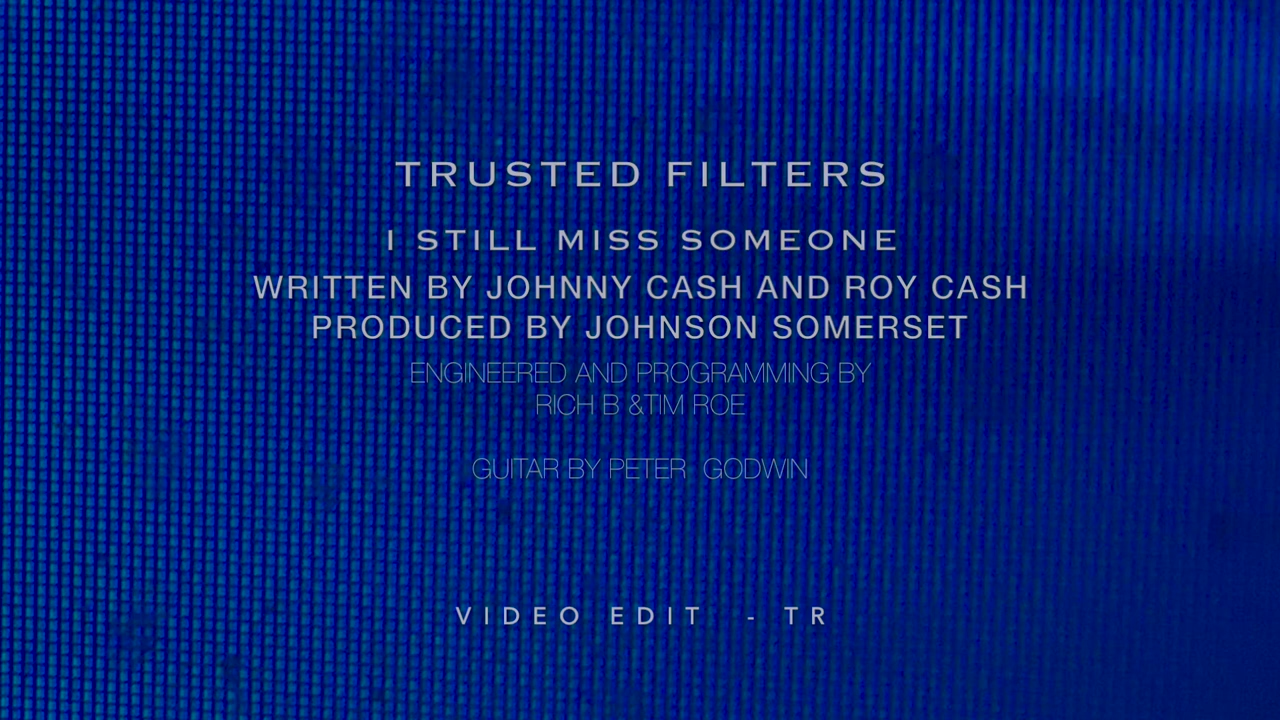 TRUSTED FILTERS
I STILL MISS SOMEONE
WRITTEN BY JOHNNY CASH AND ROY CASH
PRODUCED BY JOHNSON SOMERSET
ENGINEERED AND PROGRAMMING BY
RICH B &TIM ROE
GUITAR BY PETER  GODWIN
VIDEO EDIT  - TR